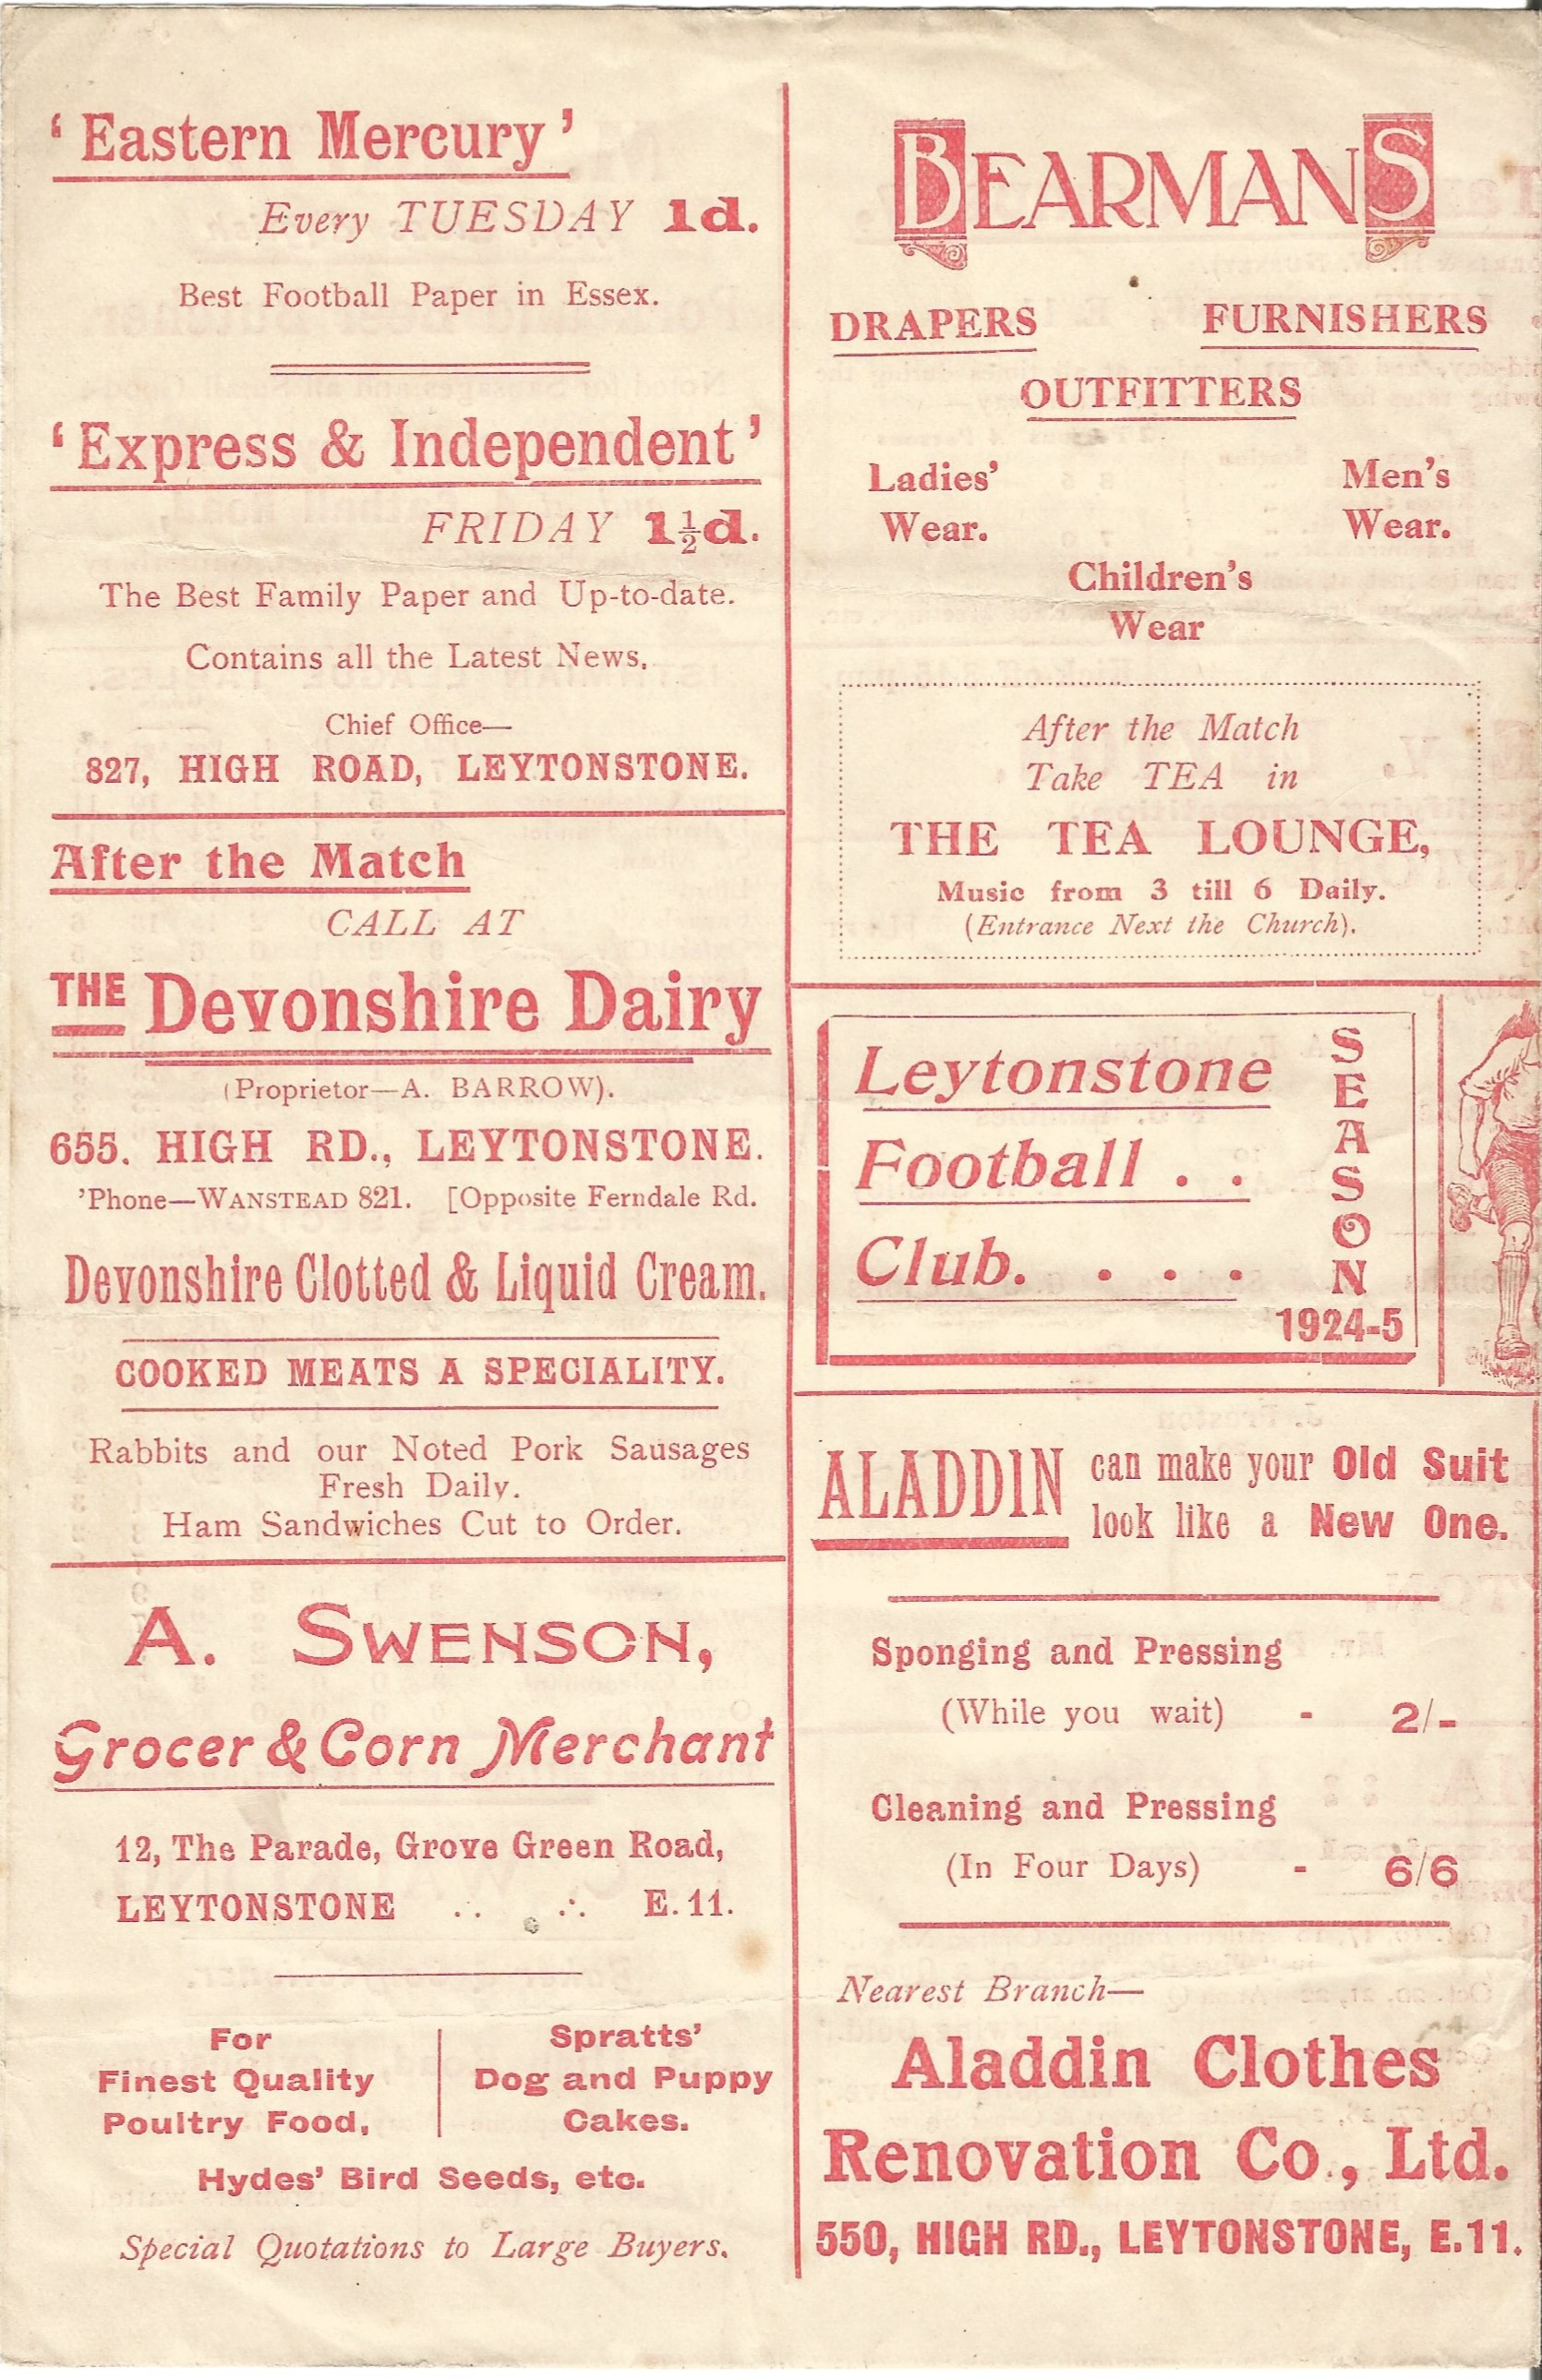 ‘Eastern Mercury’
Every TUESDAY 1d.
Best Football Paper in Essex.
‘Express & Independent’
FRIDAY 1½d.
The Best Family Paper and Up-to-date.
Contains all the Latest News.
Chief Office—
827, HIGH ROAD, LEYTONSTONE.
After the Match
CALL AT
THE Devonshire Dairy
(Proprietor—A. BARROW).
655. HIGH RD., LEYTONSTONE.
’Phone—WANSTEAD 821. [Opposite Ferndale Rd.
Devonshire Clotted & Liquid Cream.
COOKED MEATS A SPECIALITY.
Rabbits and our Noted Pork Sausages
Fresh Daily.
Ham Sandwiches Cut to Order.
A. SWENSON,
Grocer & Corn Merchant
12, The Parade, Grove Green Road,
LEYTONSTONE .. ∴ E.11.
For
Finest Quality
Poultry Food,
Spratts’
Dog and Puppy
Cakes.
Hydes’ Bird Seeds, etc.
Special Quotations to Large Buyers.
BEARMANS
DRAPERS FURNISHERS
OUTFITTERS
Ladies’ Men’s
Wear. Wear.
Children’s
Wear
After the Match
Take TEA in
THE TEA LOUNGE,
Music from 3 till 6 Daily.
(Entrance Next the Church).
Leytonstone
Football . .
Club. . . .
SEASON
1924-5
ALADDIN can make your Old Suit
look like a New One.
Sponging and Pressing
(While you wait) - 2/-
Cleaning and Pressing
(In Four Days) - 6/6
Nearest Branch—
Aladdin Clothes
Renovation Co., Ltd.
550, HIGH RD., LEYTONSTONE, E.11.